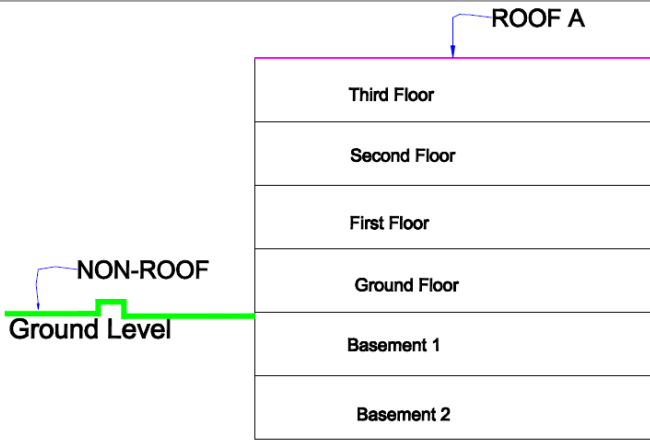 ROOF A
Third Floor
Second Floor
First Floor
NON-ROOF
Ground Floor
Ground Level
Basement 1
Basement 2